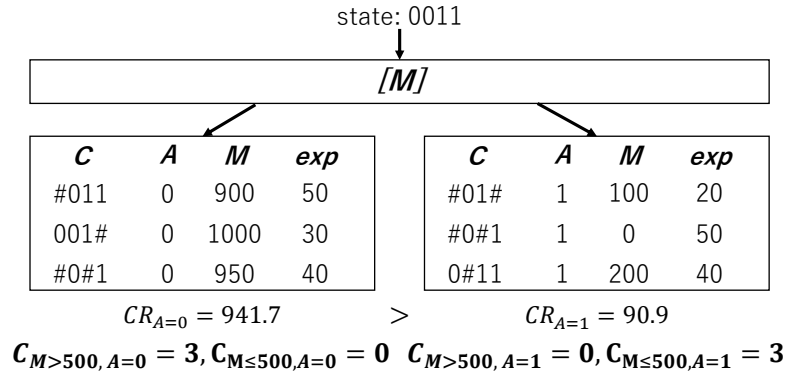 state: 0011
[M]
C A M exp
#011 0 900 50
001# 0 1000 30
#0#1 0 950 40
C A M exp
#01# 1 100 20
#0#1 1 0 50
0#11 1 200 40
CR_{A=0} = 941.7 > CR_{A=1} = 90.9
C_{M>500, A=0} = 3, C_{M≤500,A=0} = 0 C_{M>500, A=1} = 0, C_{M≤500,A=1} = 3